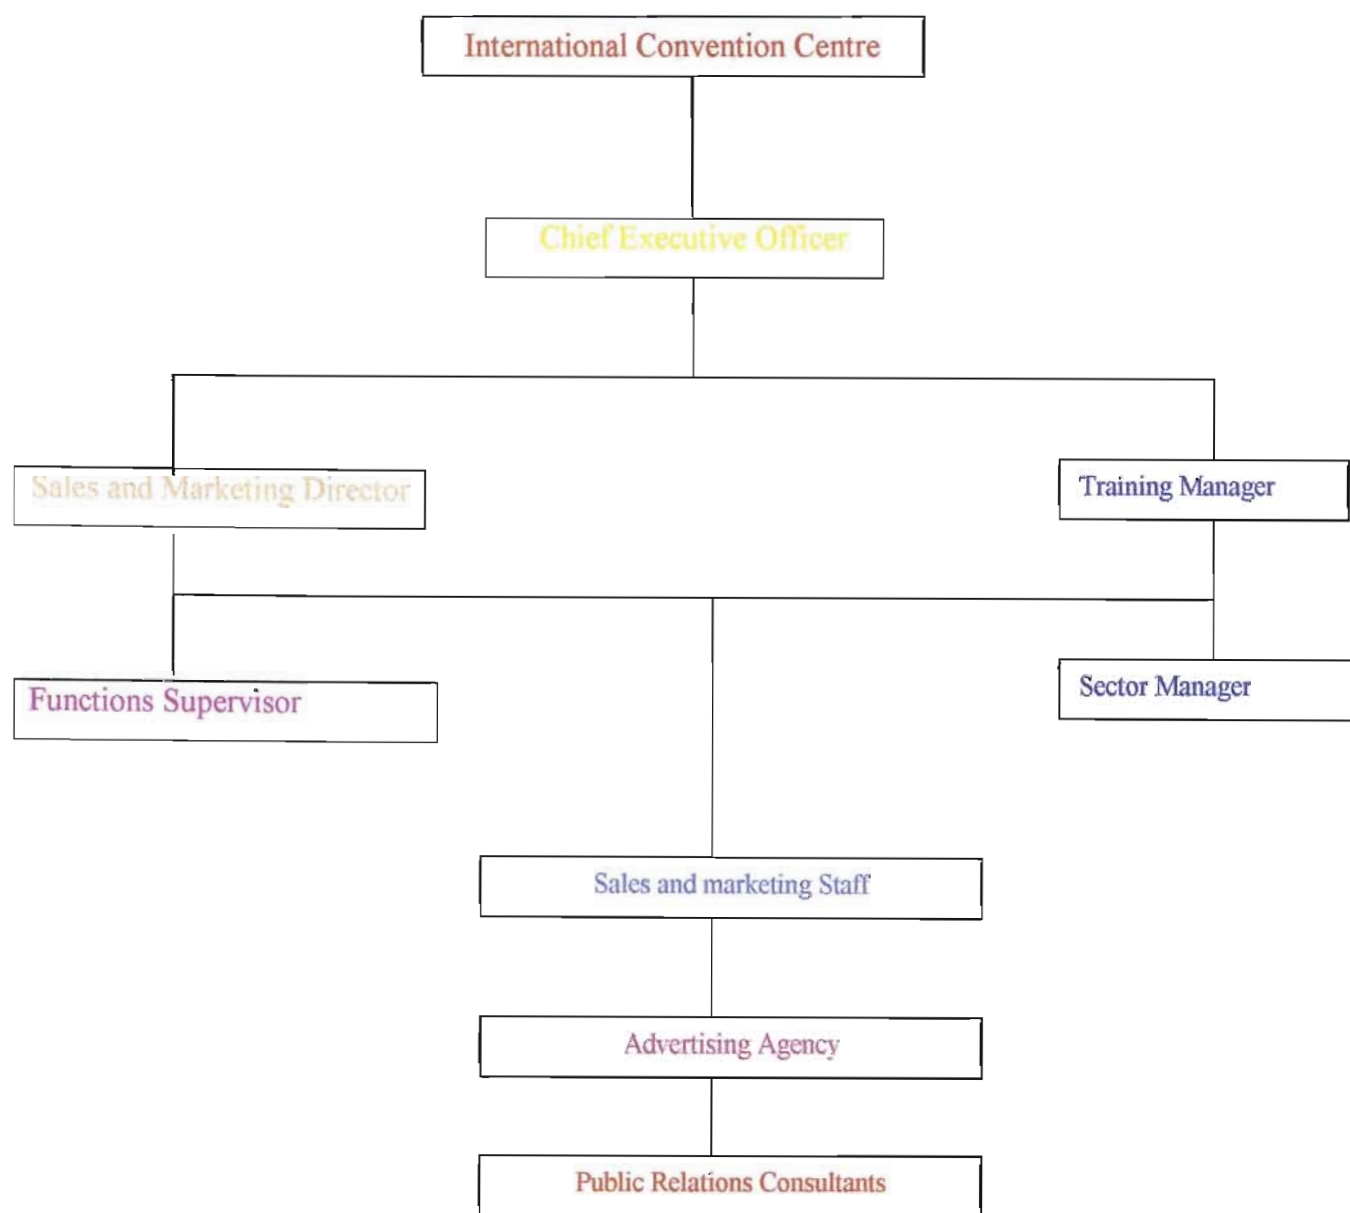 International Convention Centre
Chief Executive Officer
Sales and Marketing Director
Training Manager
Functions Supervisor
Sector Manager
Sales and marketing Staff
Advertising Agency
Public Relations Consultants